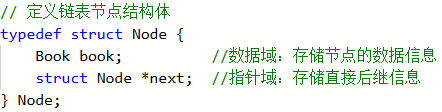 // 定义链表节点结构体
typedef struct Node {
    Book book;            //数据域：存储节点的数据信息
    struct Node *next;    //指针域：存储直接后继信息
} Node;